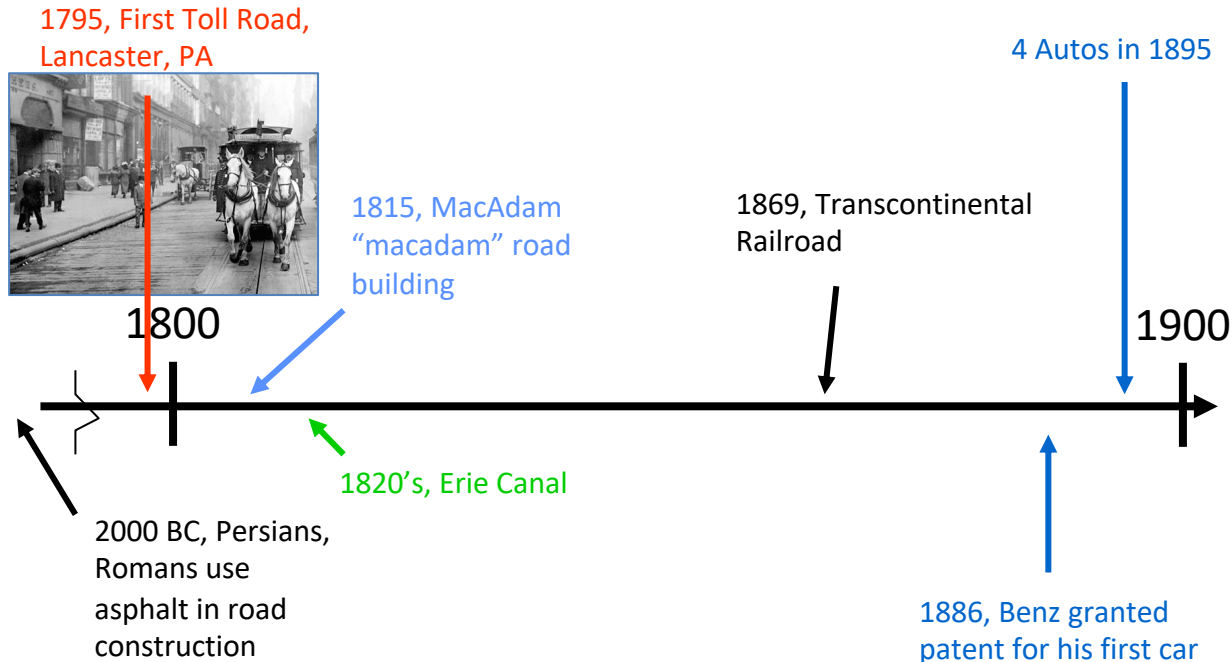 1795, First Toll Road,
Lancaster, PA
4 Autos in 1895
1815, MacAdam
“macadam” road
building
1869, Transcontinental
Railroad
1800
1900
1820’s, Erie Canal
2000 BC, Persians,
Romans use
asphalt in road
construction
1886, Benz granted
patent for his first car